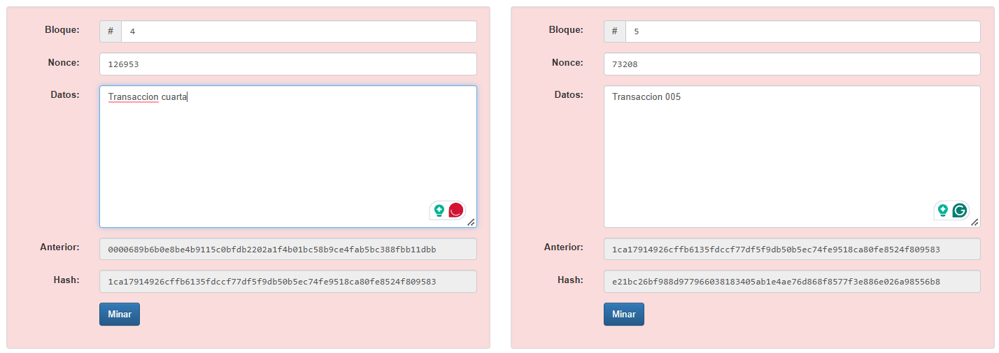 Bloque: # 4
Nonce: 126953
Datos: Transaccion cuarta
Anterior: 0000689b6b0e8be4b9115c0bfdb2202a1f4b01bc58b9ce4fab5bc388fbb11dbb
Hash: 1ca17914926cffb6135fdccf77df5f9db50b5ec74fe9518ca80fe8524f809583
Minar
Bloque: # 5
Nonce: 73208
Datos: Transaccion 005
Anterior: 1ca17914926cffb6135fdccf77df5f9db50b5ec74fe9518ca80fe8524f809583
Hash: e21bc26bf988d977966038183405ab1e4ae76d868f8577f3e886e026a98556b8
Minar